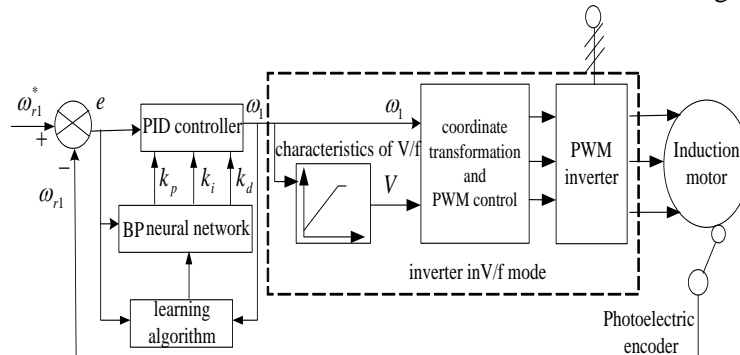 ω*r1
e
+
−
ωr1
PID controller
ω1
ω1
kp
ki
kd
BP neural network
learning
algorithm
characteristics of V/f
V
coordinate
transformation
and
PWM control
PWM
inverter
inverter inV/f mode
Induction
motor
Photoelectric
encoder